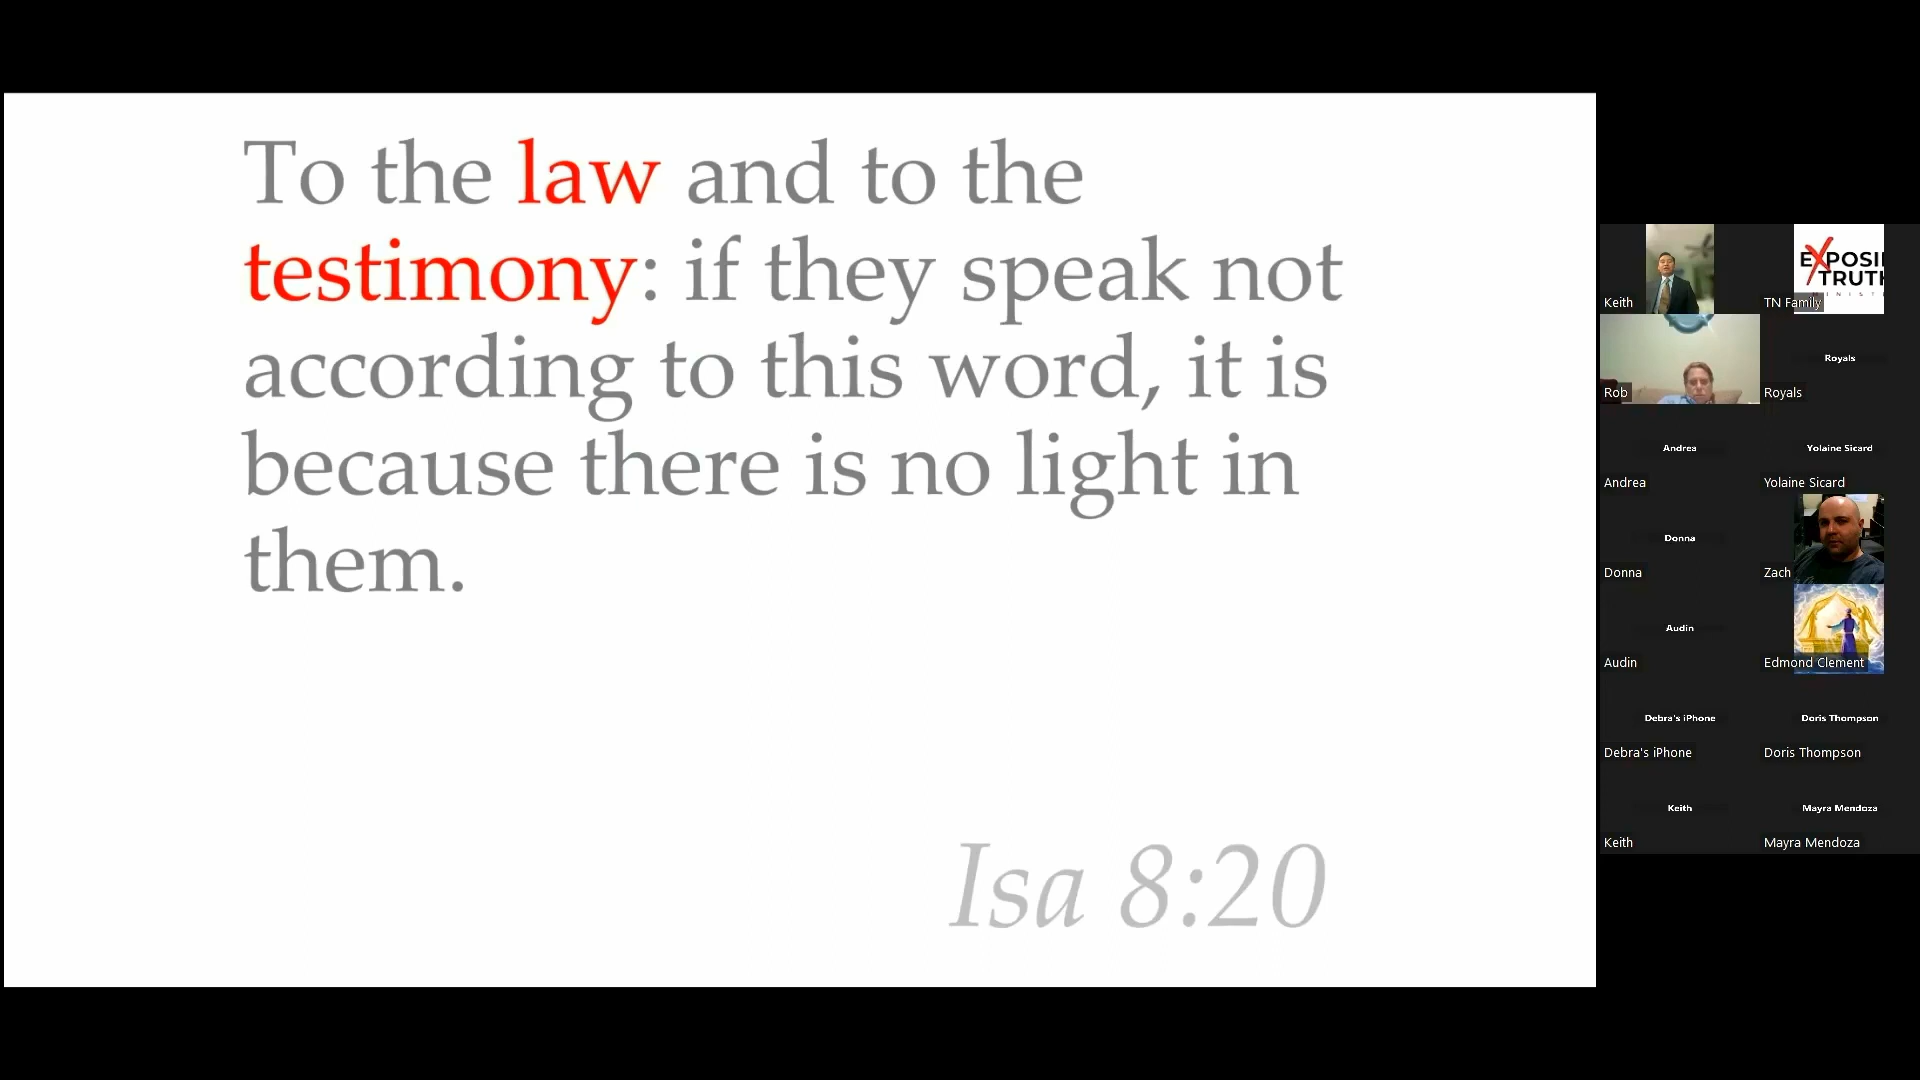 To the law and to the
testimony: if they speak not
according to this word, it is
because there is no light in
them.
Isa 8:20
Keith
EXPOSI
TRUTH
TN Family
Rob
Royals
Royals
Andrea
Andrea
Yolaine Sicard
Yolaine Sicard
Donna
Donna
Zach
Audin
Audin
Edmond Clement
Debra's iPhone
Debra's iPhone
Doris Thompson
Doris Thompson
Keith
Keith
Mayra Mendoza
Mayra Mendoza